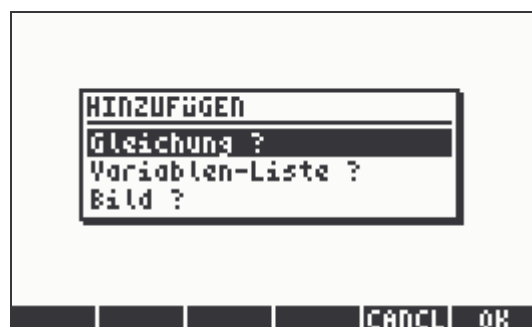 HINZUFüGEN
Gleichung ?
Variablen-Liste ?
Bild ?
CANCL OK